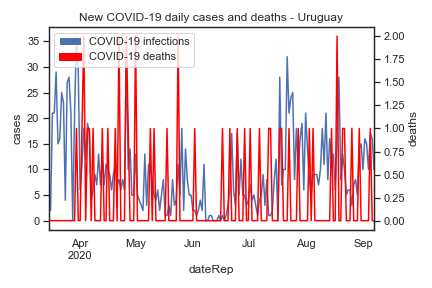 New COVID-19 daily cases and deaths - Uruguay
COVID-19 infections
COVID-19 deaths
cases
35
30
25
20
15
10
5
0
2.00
1.75
1.50
1.25
1.00
0.75
0.50
0.25
0.00
deaths
Apr May Jun Jul Aug Sep
2020
dateRep